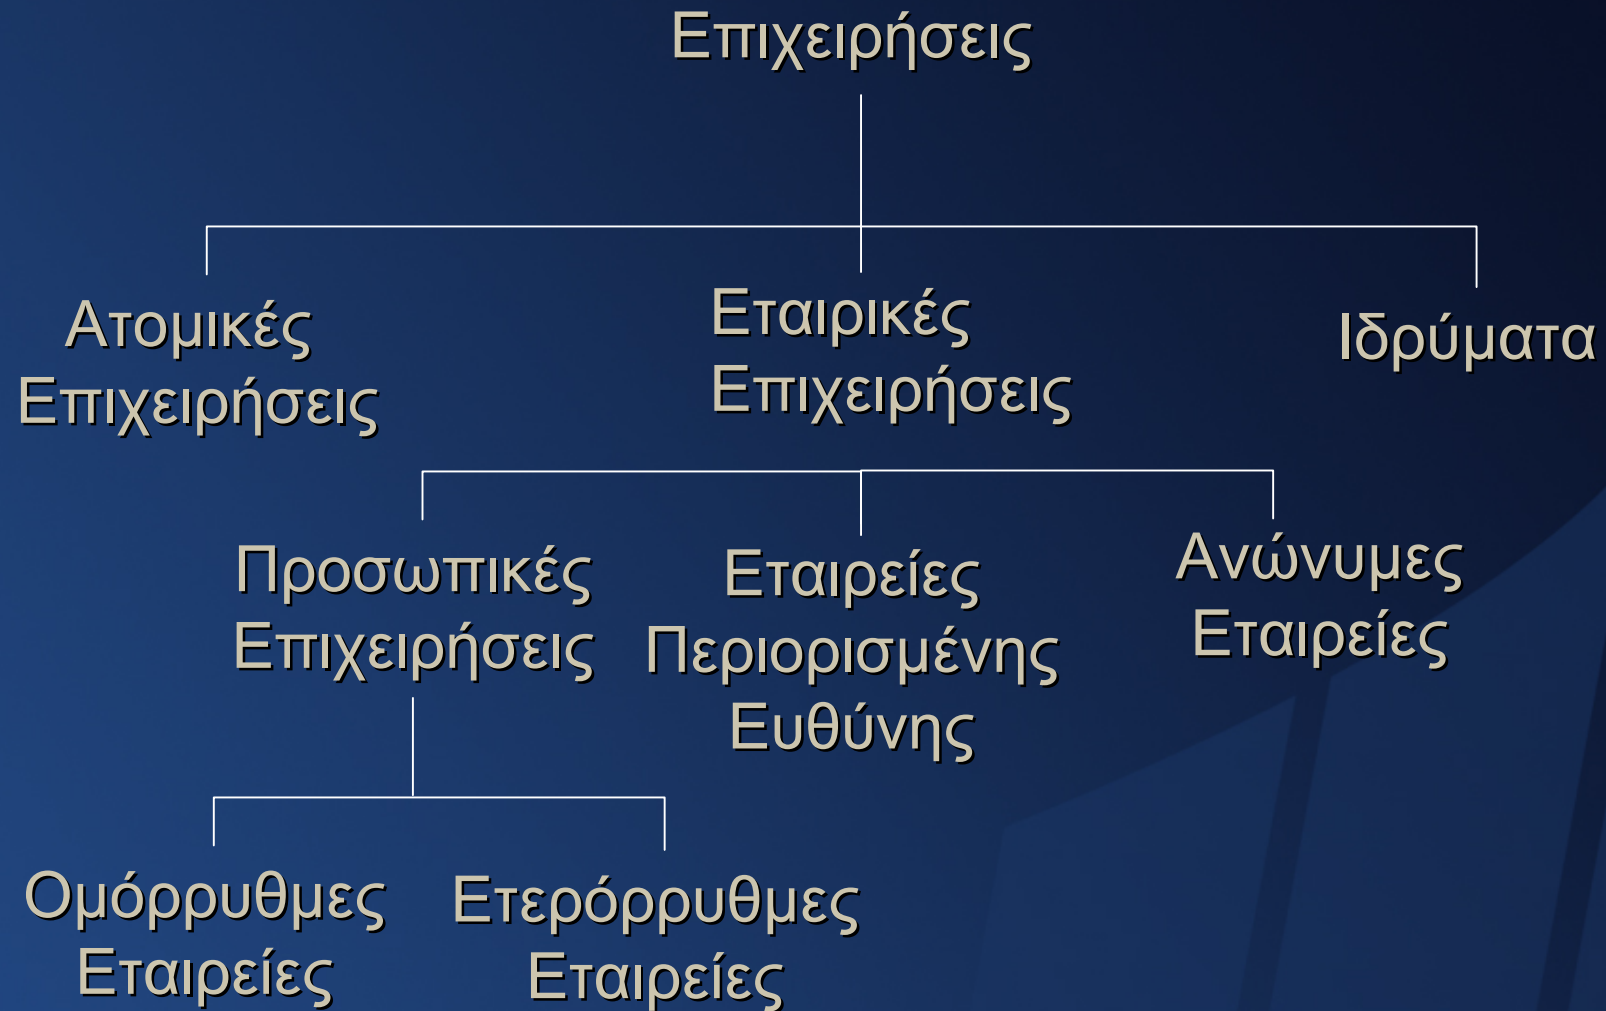 Επιχειρήσεις
Ατομικές
Επιχειρήσεις
Εταιρικές
Επιχειρήσεις
Ιδρύματα
Προσωπικές
Επιχειρήσεις
Εταιρείες
Περιορισμένης
Ευθύνης
Ανώνυμες
Εταιρείες
Ομόρρυθμες
Εταιρείες
Ετερόρρυθμες
Εταιρείες